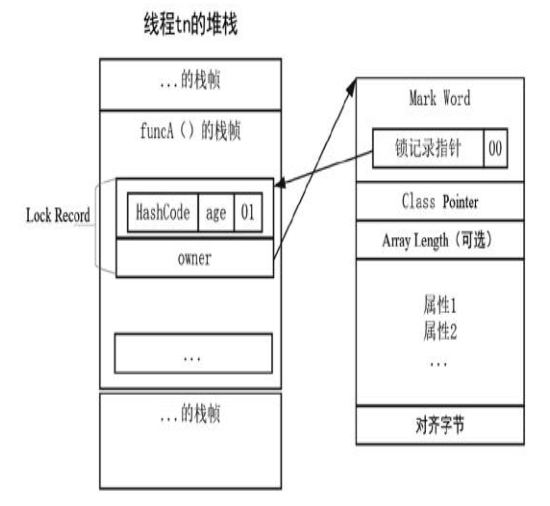 线程tn的堆栈
...的栈帧
funcA（）的栈帧
Lock Record
HashCode age 01
owner
...
...的栈帧
Mark Word
锁记录指针 00
Class Pointer
Array Length（可选）
属性1
属性2
...
对齐字节